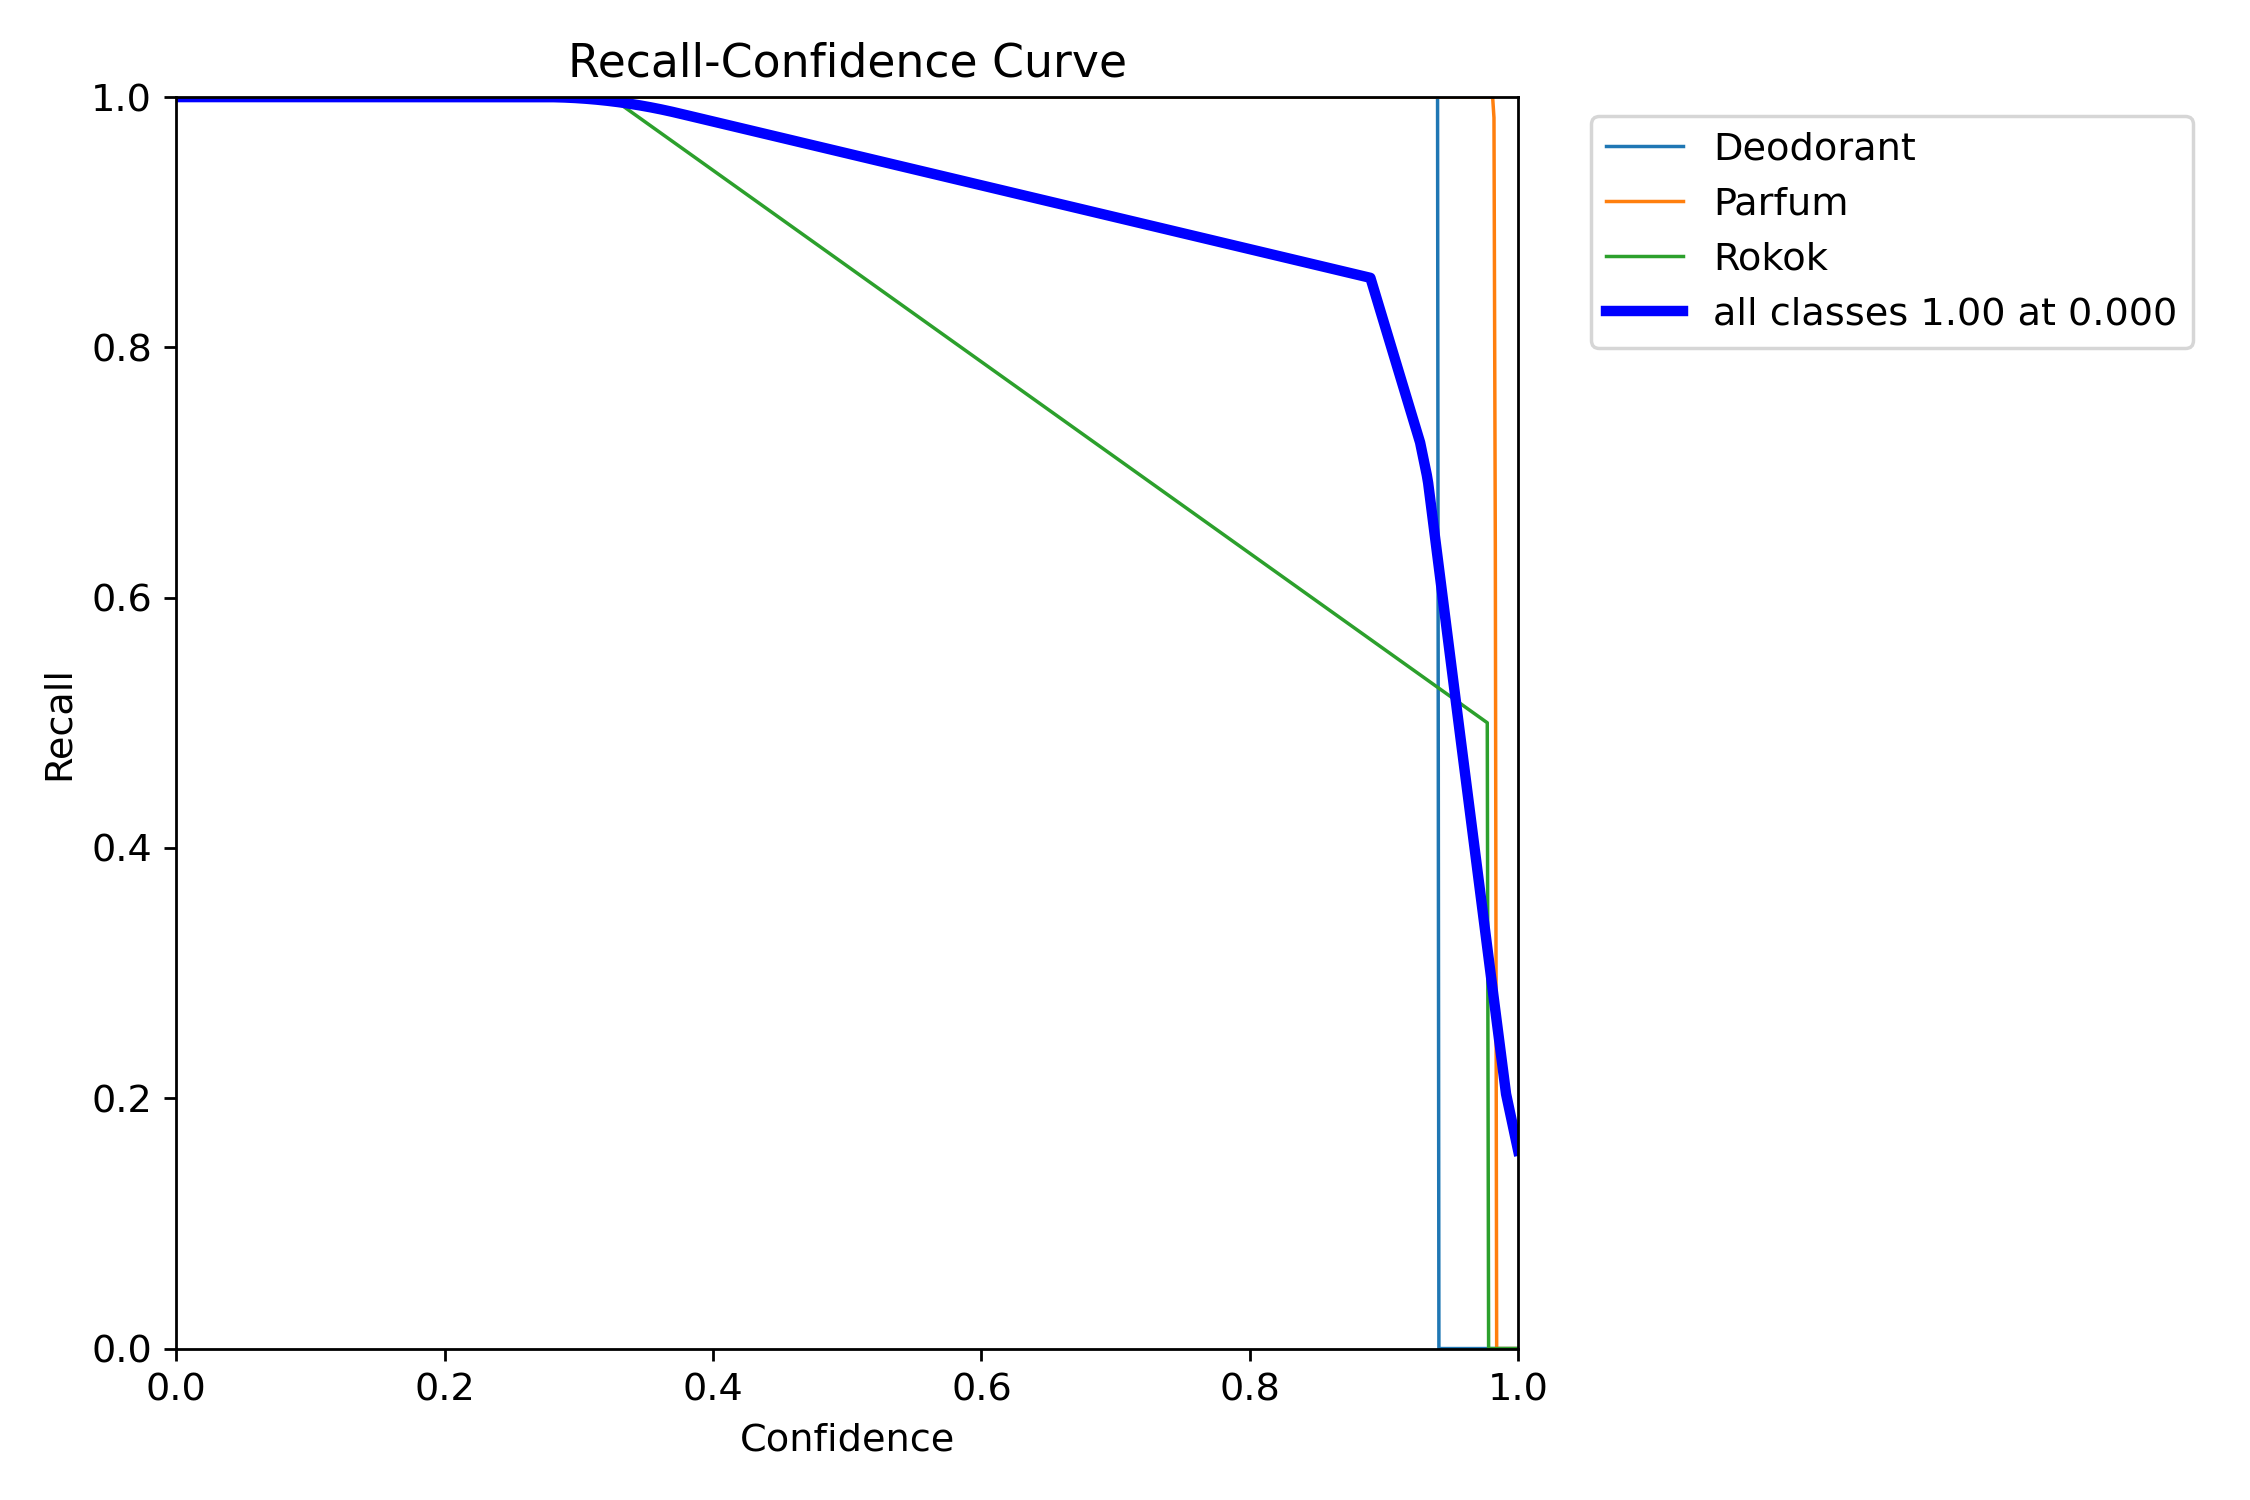 Recall-Confidence Curve
1.0
0.8
0.6
0.4
0.2
0.0
Recall
0.0 0.2 0.4 0.6 0.8 1.0
Confidence
Deodorant
Parfum
Rokok
all classes 1.00 at 0.000